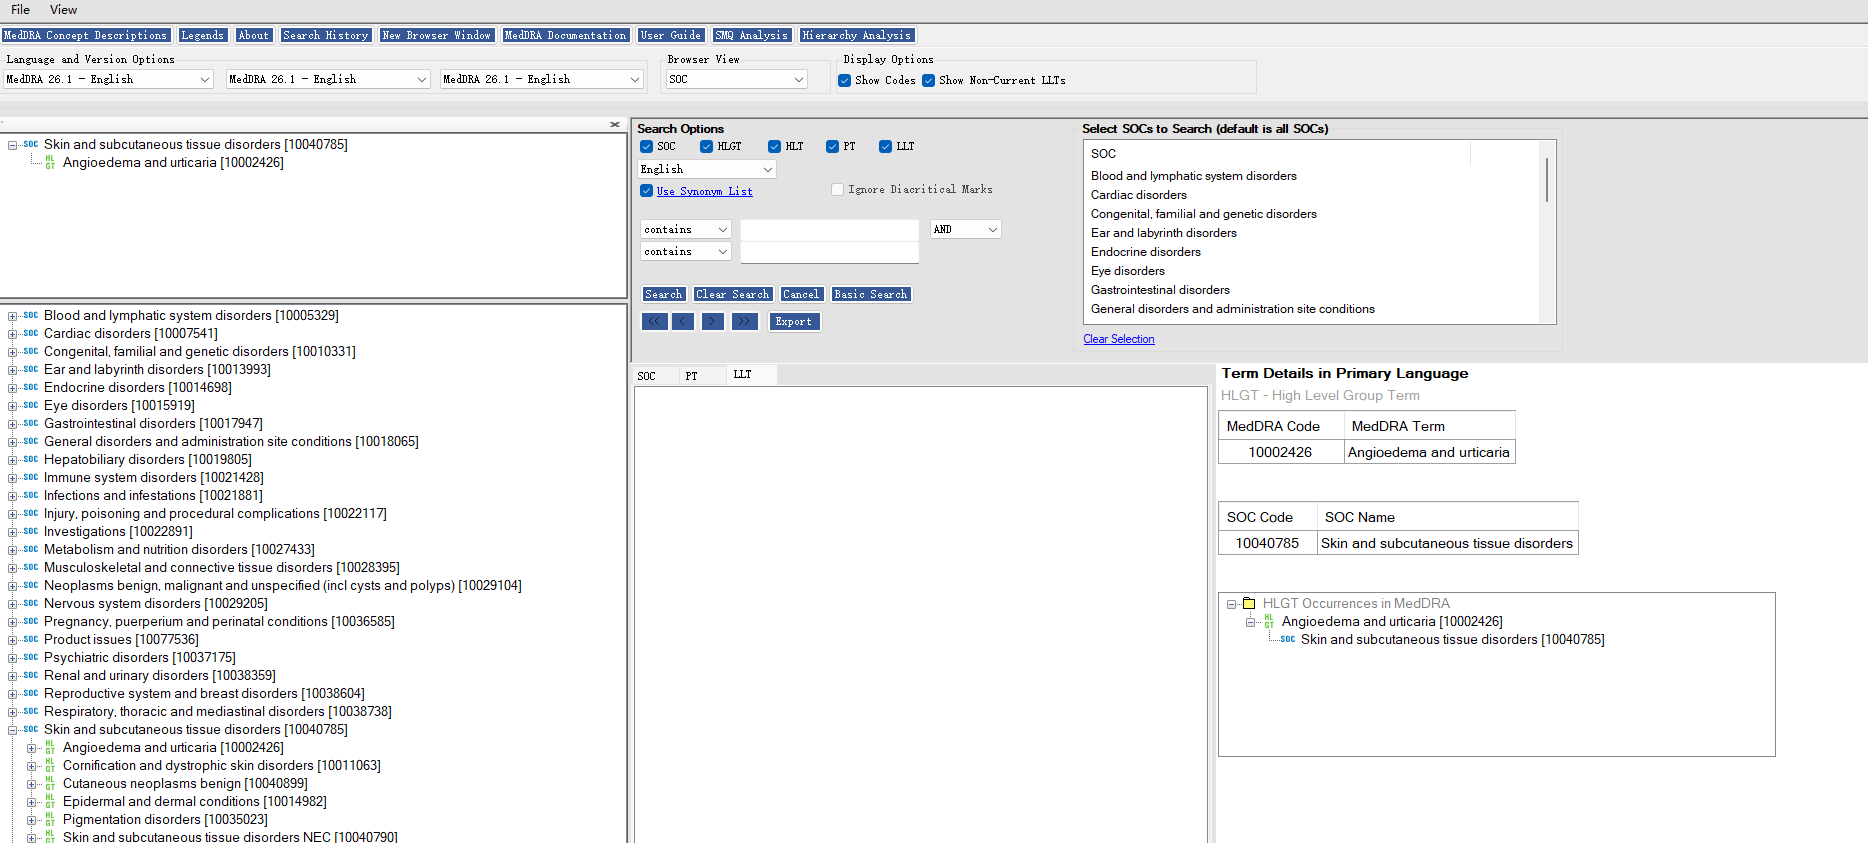 File View
MedDRA Concept Descriptions Legends About Search History New Browser Window MedDRA Documentation User Guide SMQ Analysis Hierarchy Analysis
Language and Version Options
MedDRA 26.1 - English MedDRA 26.1 - English MedDRA 26.1 - English
Browser View
SOC
Display Options
Show Codes Show Non-Current LLTs
SOC Skin and subcutaneous tissue disorders [10040785]
HLGT Angioedema and urticaria [10002426]
SOC Blood and lymphatic system disorders [10005329]
SOC Cardiac disorders [10007541]
SOC Congenital, familial and genetic disorders [10010331]
SOC Ear and labyrinth disorders [10013993]
SOC Endocrine disorders [10014698]
SOC Eye disorders [10015919]
SOC Gastrointestinal disorders [10017947]
SOC General disorders and administration site conditions [10018065]
SOC Hepatobiliary disorders [10019805]
SOC Immune system disorders [10021428]
SOC Infections and infestations [10021881]
SOC Injury, poisoning and procedural complications [10022117]
SOC Investigations [10022891]
SOC Metabolism and nutrition disorders [10027433]
SOC Musculoskeletal and connective tissue disorders [10028395]
SOC Neoplasms benign, malignant and unspecified (incl cysts and polyps) [10029104]
SOC Nervous system disorders [10029205]
SOC Pregnancy, puerperium and perinatal conditions [10036585]
SOC Product issues [10077536]
SOC Psychiatric disorders [10037175]
SOC Renal and urinary disorders [10038359]
SOC Reproductive system and breast disorders [10038604]
SOC Respiratory, thoracic and mediastinal disorders [10038738]
SOC Skin and subcutaneous tissue disorders [10040785]
HLGT Angioedema and urticaria [10002426]
HLGT Cornification and dystrophic skin disorders [10011063]
HLGT Cutaneous neoplasms benign [10040899]
HLGT Epidermal and dermal conditions [10014982]
HLGT Pigmentation disorders [10035023]
HLGT Skin and subcutaneous tissue disorders NEC [10040790]
Search Options
SOC HLGT HLT PT LLT
English
Use Synonym List Ignore Diacritical Marks
contains AND
contains
Search Clear Search Cancel Basic Search
<< < > >> Export
Select SOCs to Search (default is all SOCs)
SOC
Blood and lymphatic system disorders
Cardiac disorders
Congenital, familial and genetic disorders
Ear and labyrinth disorders
Endocrine disorders
Eye disorders
Gastrointestinal disorders
General disorders and administration site conditions
Clear Selection
SOC PT LLT
Term Details in Primary Language
HLGT - High Level Group Term
MedDRA Code MedDRA Term
10002426 Angioedema and urticaria
SOC Code SOC Name
10040785 Skin and subcutaneous tissue disorders
HLGT Occurrences in MedDRA
HLGT Angioedema and urticaria [10002426]
SOC Skin and subcutaneous tissue disorders [10040785]